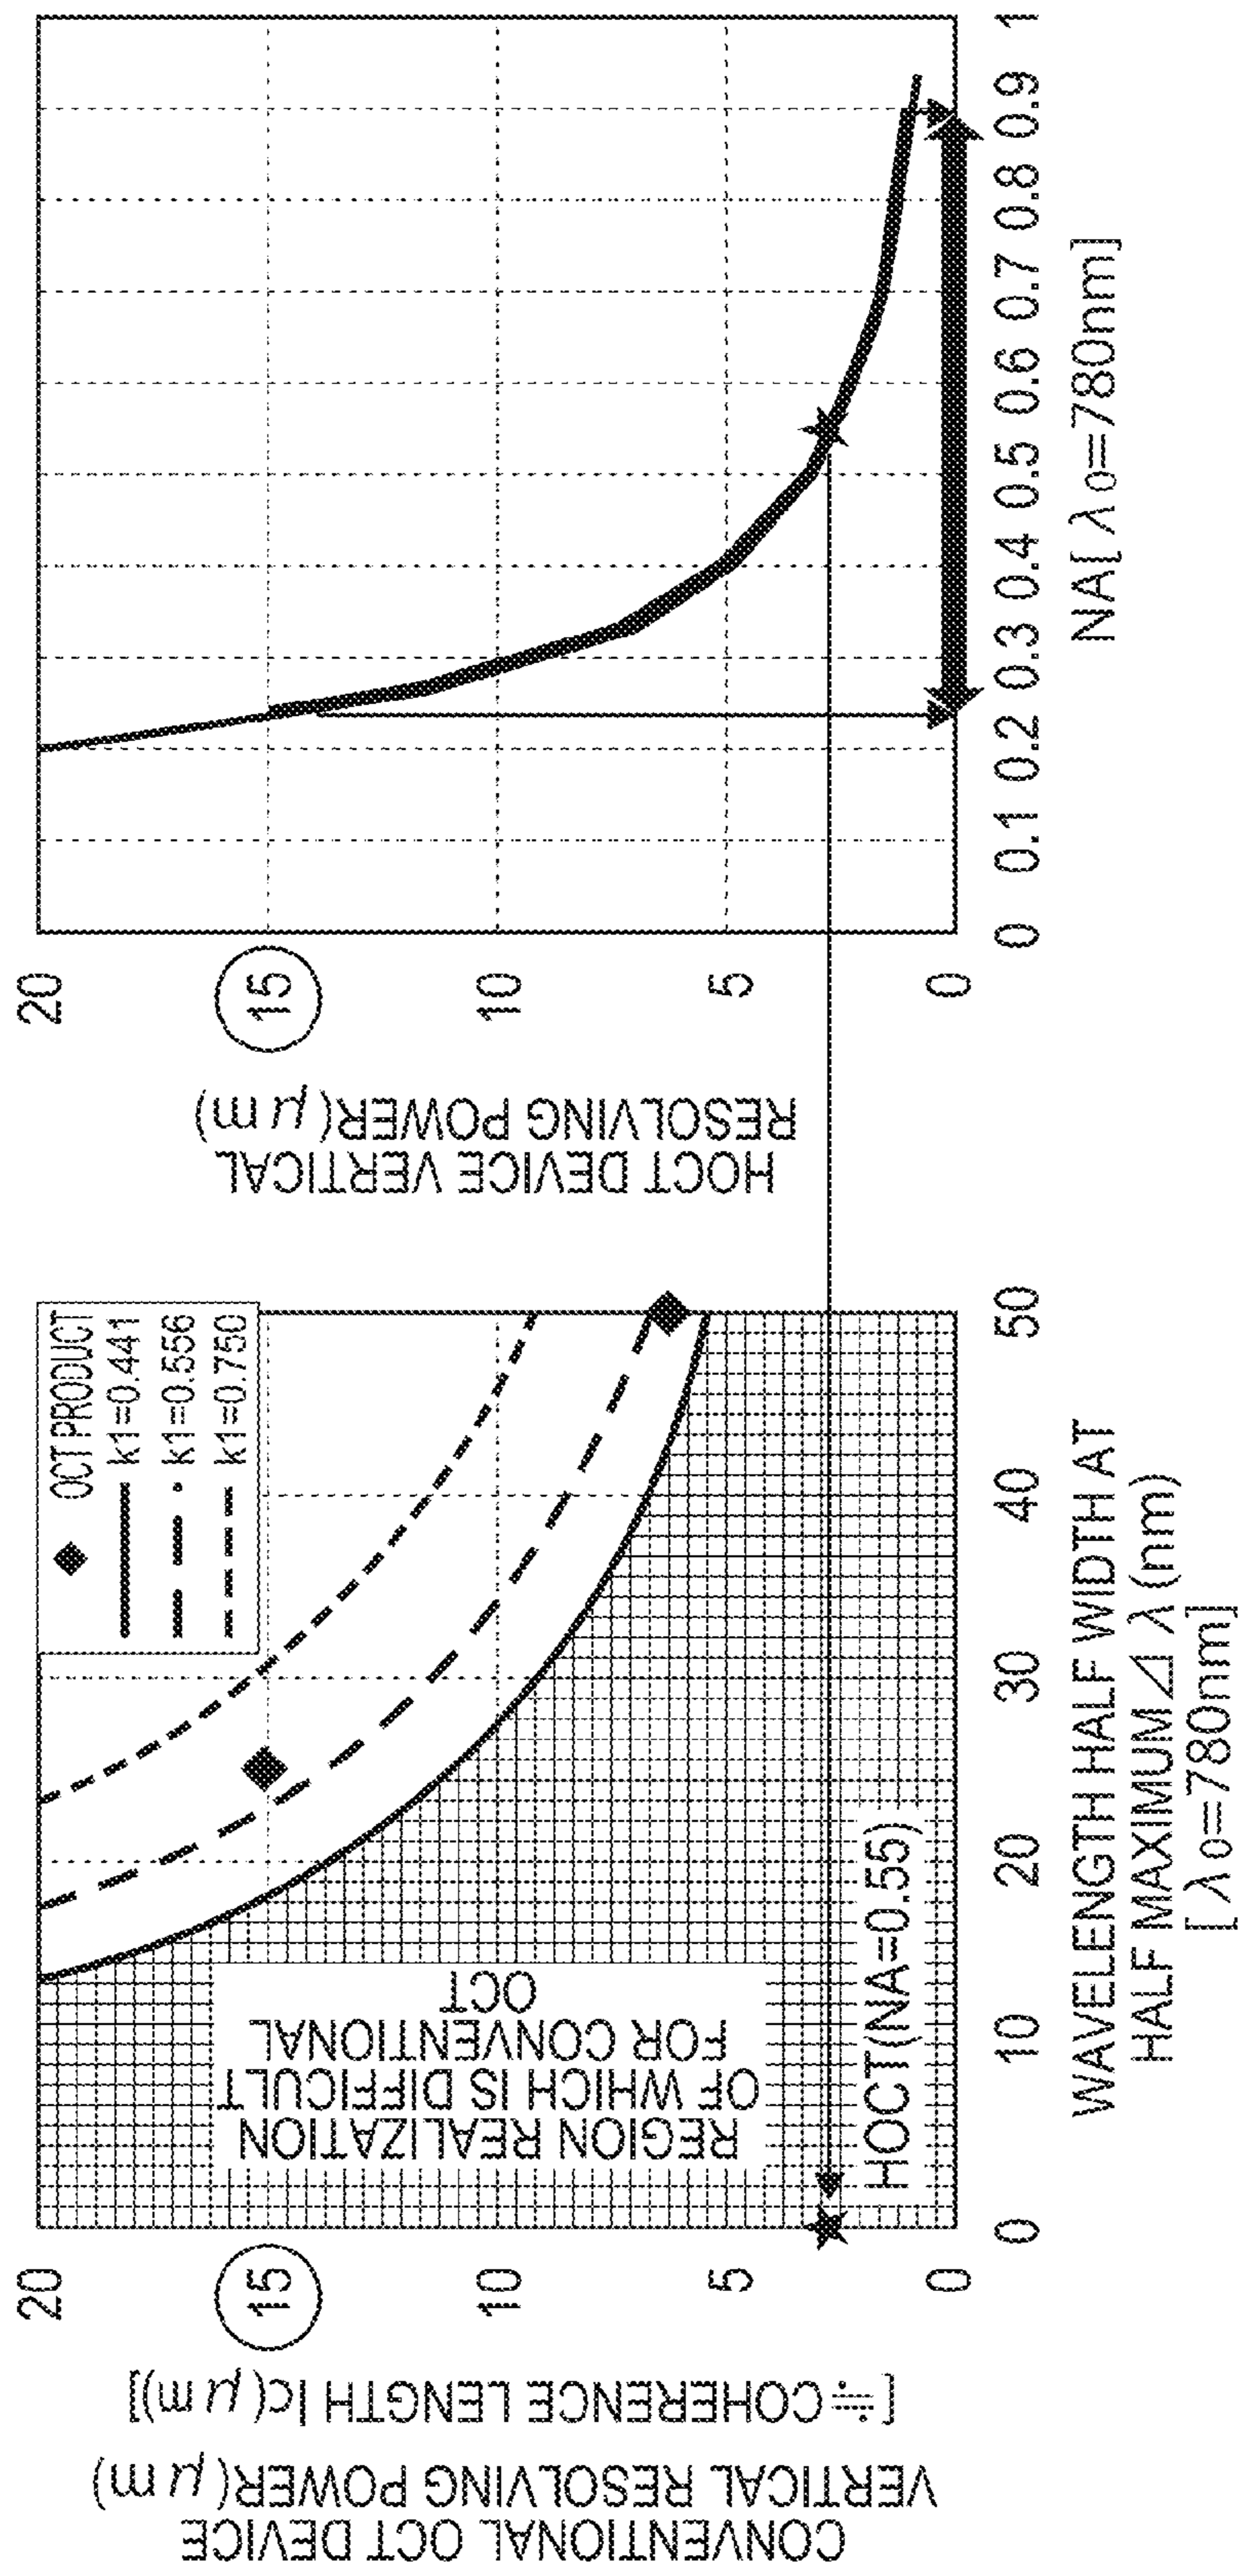 CONVENTIONAL OCT DEVICE
VERTICAL RESOLVING POWER(μm)
[≒COHERENCE LENGTH lc(μm)]
20
15
10
5
0
◆ OCT PRODUCT
k1=0.441
k1=0.556
k1=0.750
REGION REALIZATION
OF WHICH IS DIFFICULT
FOR CONVENTIONAL
OCT
HOCT(NA=0.55)
0 10 20 30 40 50
WAVELENGTH HALF WIDTH AT
HALF MAXIMUM⊿λ(nm)
[λ0=780nm]
HOCT DEVICE VERTICAL
RESOLVING POWER(μm)
20
15
10
5
0
0 0.1 0.2 0.3 0.4 0.5 0.6 0.7 0.8 0.9 1
NA[λ0=780nm]